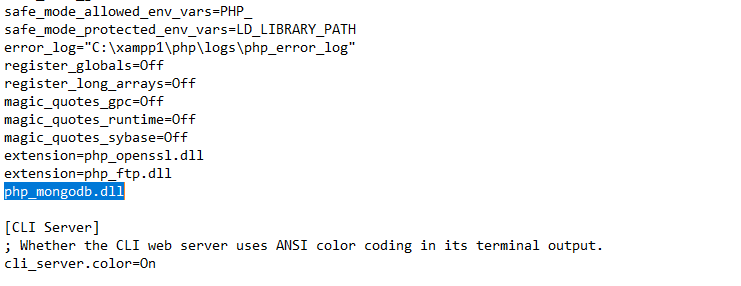 safe_mode_allowed_env_vars=PHP_
safe_mode_protected_env_vars=LD_LIBRARY_PATH
error_log="C:\xampp1\php\logs\php_error_log"
register_globals=Off
register_long_arrays=Off
magic_quotes_gpc=Off
magic_quotes_runtime=Off
magic_quotes_sybase=Off
extension=php_openssl.dll
extension=php_ftp.dll
php_mongodb.dll
[CLI Server]
; Whether the CLI web server uses ANSI color coding in its terminal output.
cli_server.color=On